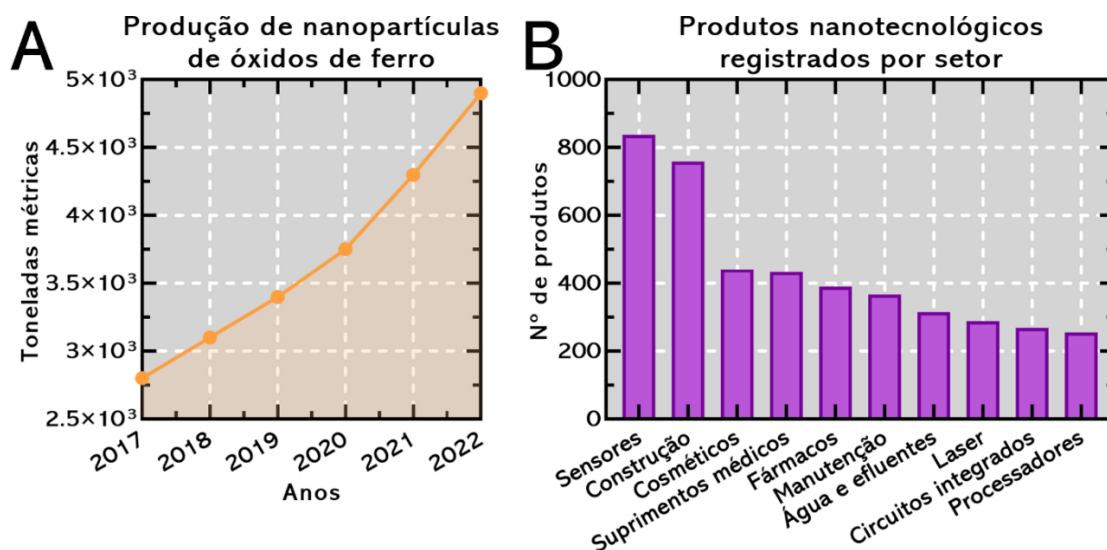 A
Produção de nanopartículas
de óxidos de ferro
Toneladas métricas
5×10³
4.5×10³
4×10³
3.5×10³
3×10³
2.5×10³
2017
2018
2019
2020
2021
2022
Anos
B
Produtos nanotecnológicos
registrados por setor
Nº de produtos
1000
800
600
400
200
0
Sensores
Construção
Cosméticos
Suprimentos médicos
Fármacos
Manutenção
Água e efluentes
Laser
Circuitos integrados
Processadores